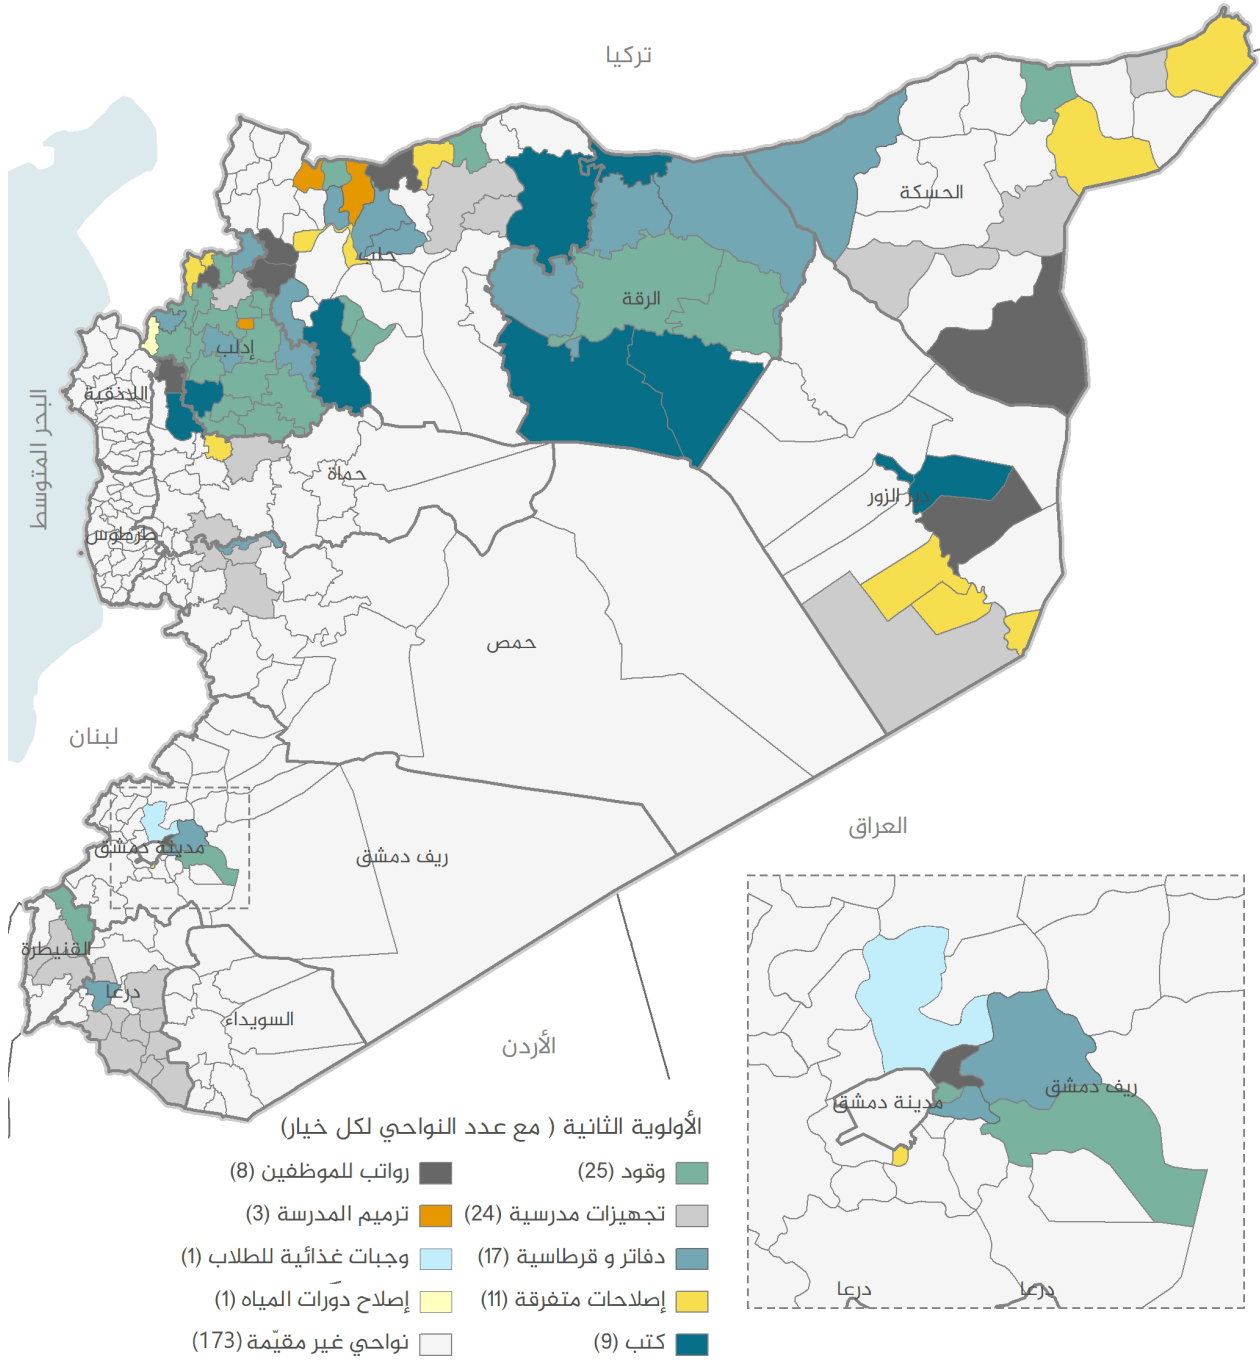 تركيا
الحسكة
حلب
الرقة
إدلب
اللاذقية
البحر المتوسط
حماة
دير الزور
طرطوس
حمص
لبنان
العراق
مدينة دمشق
ريف دمشق
القنيطرة
درعا
السويداء
الأردن
ريف دمشق
مدينة دمشق
درعا
درعا
الأولوية الثانية ( مع عدد النواحي لكل خيار)
وقود (25)
رواتب للموظفين (8)
تجهيزات مدرسية (24)
ترميم المدرسة (3)
دفاتر و قرطاسية (17)
وجبات غذائية للطلاب (1)
إصلاحات متفرقة (11)
إصلاح دورات المياه (1)
كتب (9)
نواحي غير مقيّمة (173)